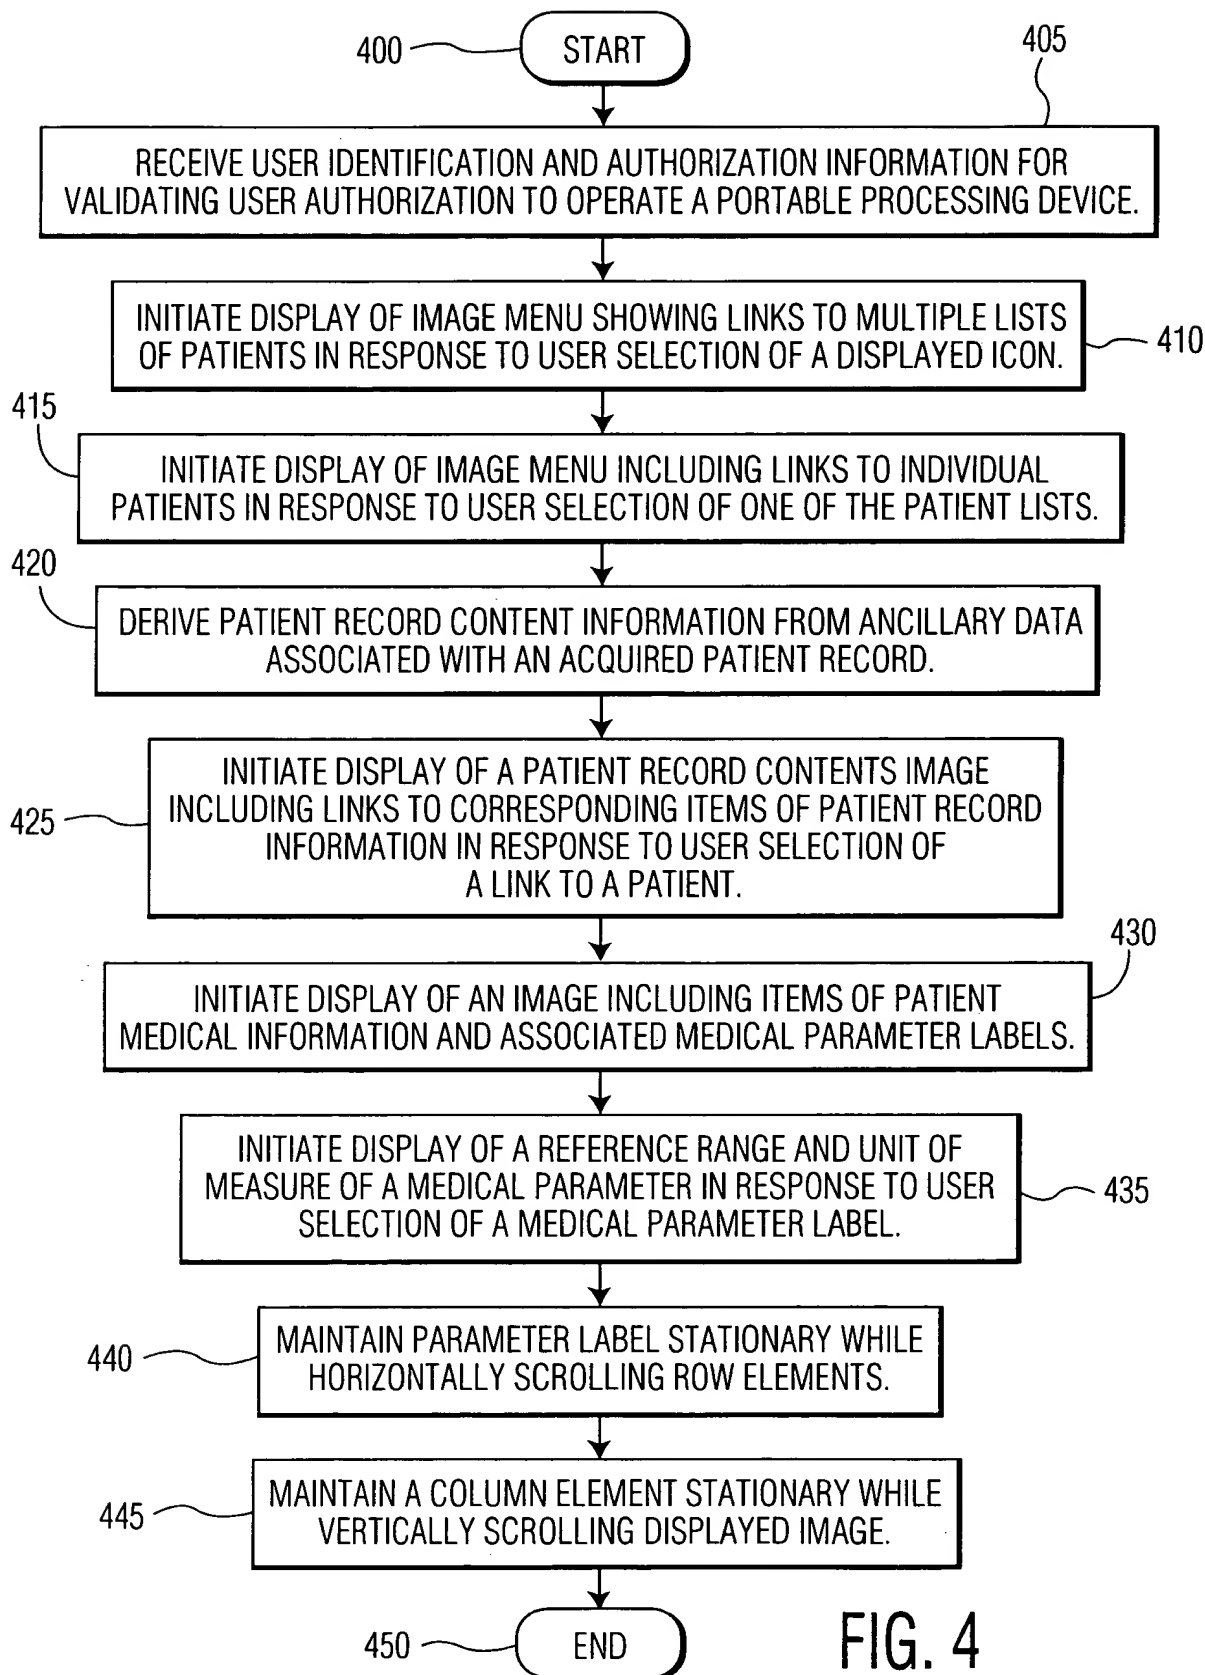 400
START
405
RECEIVE USER IDENTIFICATION AND AUTHORIZATION INFORMATION FOR
VALIDATING USER AUTHORIZATION TO OPERATE A PORTABLE PROCESSING DEVICE.
INITIATE DISPLAY OF IMAGE MENU SHOWING LINKS TO MULTIPLE LISTS
OF PATIENTS IN RESPONSE TO USER SELECTION OF A DISPLAYED ICON.
410
415
INITIATE DISPLAY OF IMAGE MENU INCLUDING LINKS TO INDIVIDUAL
PATIENTS IN RESPONSE TO USER SELECTION OF ONE OF THE PATIENT LISTS.
420
DERIVE PATIENT RECORD CONTENT INFORMATION FROM ANCILLARY DATA
ASSOCIATED WITH AN ACQUIRED PATIENT RECORD.
425
INITIATE DISPLAY OF A PATIENT RECORD CONTENTS IMAGE
INCLUDING LINKS TO CORRESPONDING ITEMS OF PATIENT RECORD
INFORMATION IN RESPONSE TO USER SELECTION OF
A LINK TO A PATIENT.
430
INITIATE DISPLAY OF AN IMAGE INCLUDING ITEMS OF PATIENT
MEDICAL INFORMATION AND ASSOCIATED MEDICAL PARAMETER LABELS.
INITIATE DISPLAY OF A REFERENCE RANGE AND UNIT OF
MEASURE OF A MEDICAL PARAMETER IN RESPONSE TO USER
SELECTION OF A MEDICAL PARAMETER LABEL.
435
440
MAINTAIN PARAMETER LABEL STATIONARY WHILE
HORIZONTALLY SCROLLING ROW ELEMENTS.
445
MAINTAIN A COLUMN ELEMENT STATIONARY WHILE
VERTICALLY SCROLLING DISPLAYED IMAGE.
450
END
FIG. 4